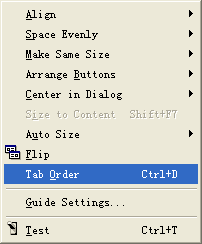 Align
Space Evenly
Make Same Size
Arrange Buttons
Center in Dialog
Size to Content Shift+F7
Auto Size
Flip
Tab Order Ctrl+D
Guide Settings...
Test Ctrl+T